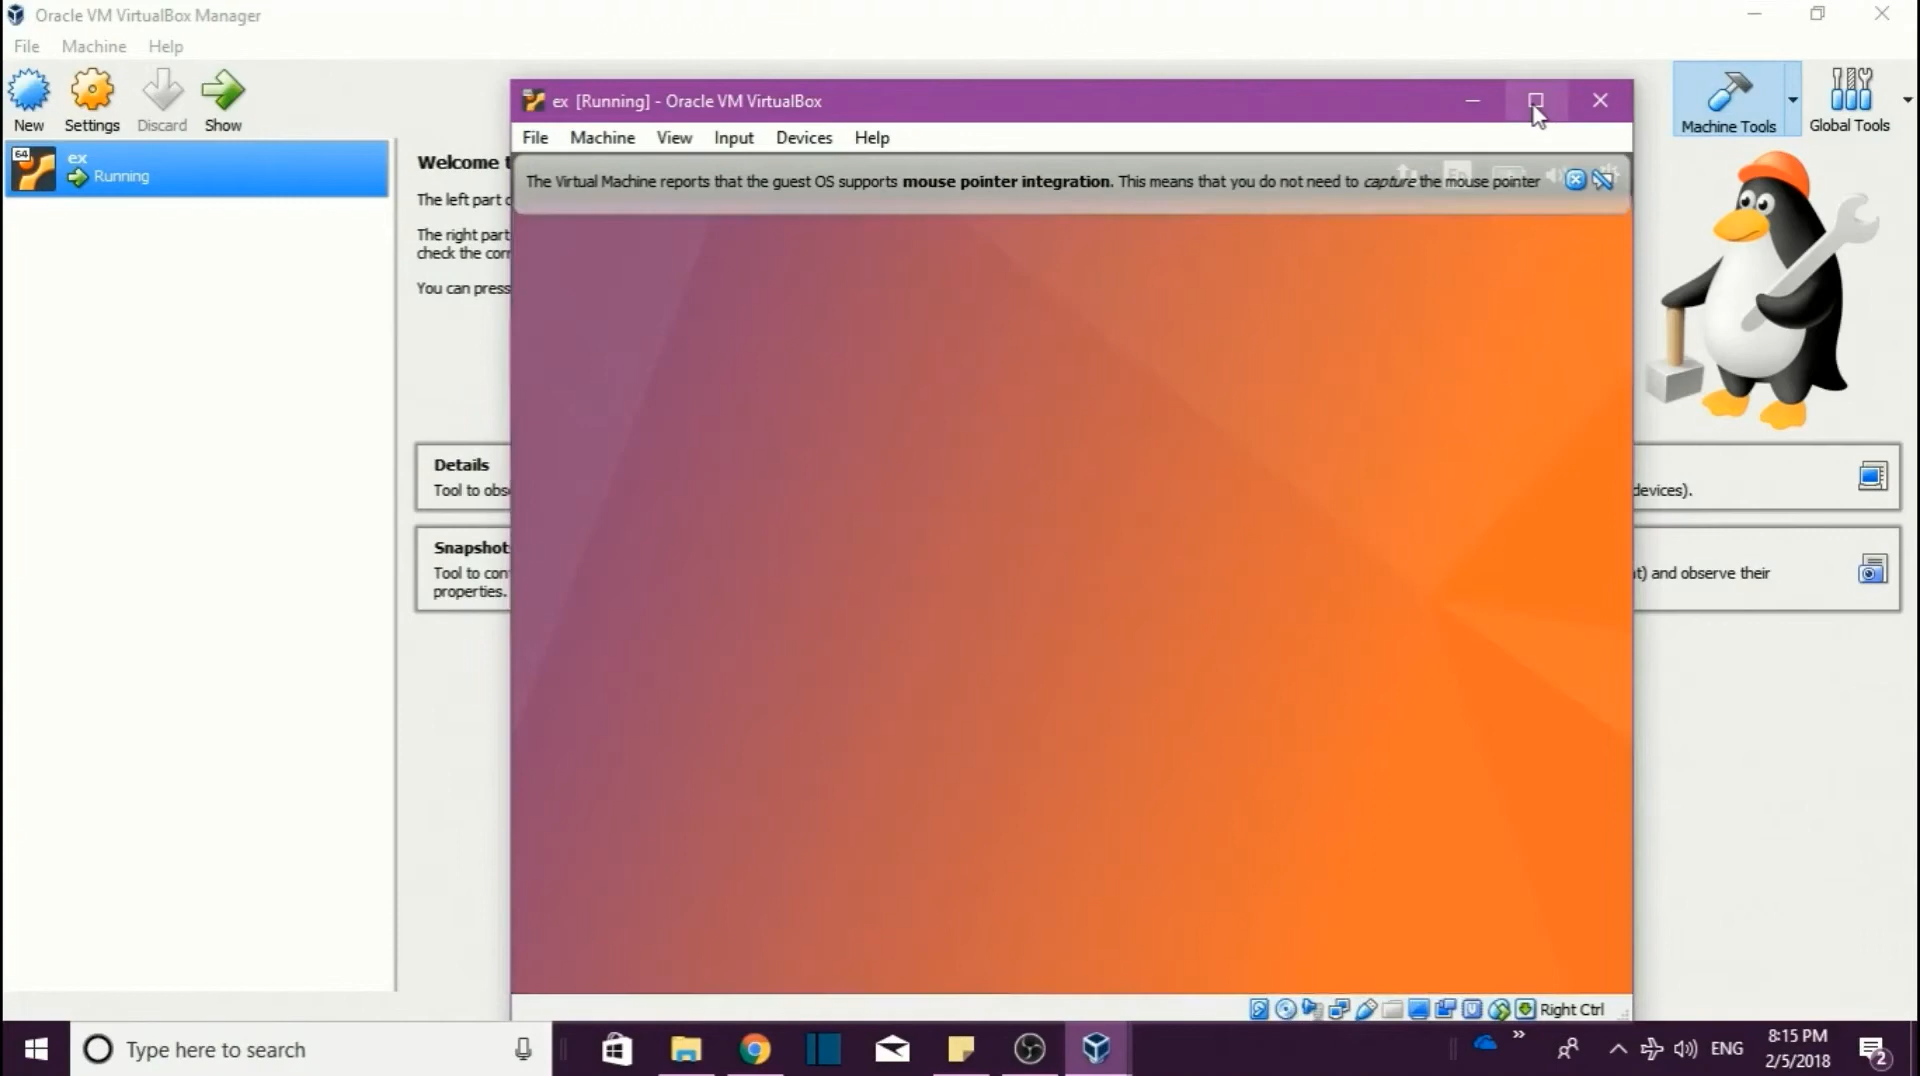 Oracle VM VirtualBox Manager
File Machine Help
New Settings Discard Show
Machine Tools
Global Tools
64
ex
Running
Welcome t
The left part o
The right part
check the corr
You can press
Details
Tool to obs
devices).
Snapshot
Tool to con
properties.
t) and observe their
ex [Running] - Oracle VM VirtualBox
File Machine View Input Devices Help
The Virtual Machine reports that the guest OS supports mouse pointer integration. This means that you do not need to capture the mouse pointer
Right Ctrl
Type here to search
ENG
8:15 PM
2/5/2018
2